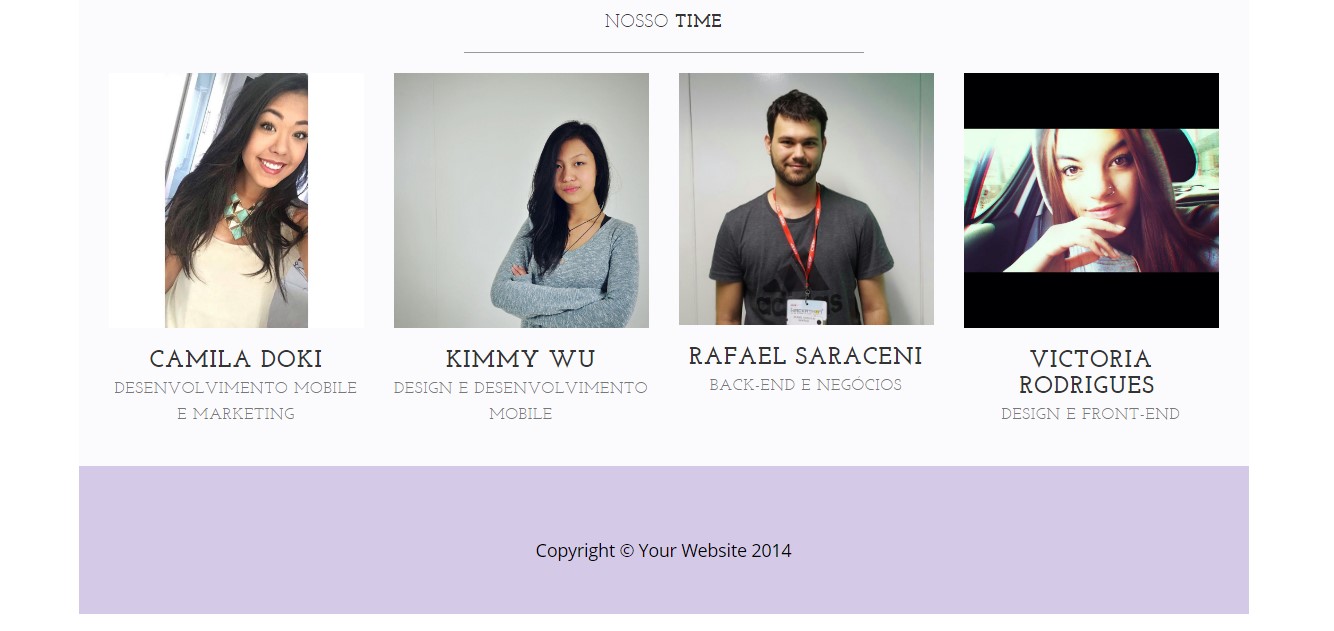 NOSSO TIME
CAMILA DOKI
DESENVOLVIMENTO MOBILE
E MARKETING
KIMMY WU
DESIGN E DESENVOLVIMENTO
MOBILE
RAFAEL SARACENI
BACK-END E NEGÓCIOS
VICTORIA
RODRIGUES
DESIGN E FRONT-END
adidas
Copyright © Your Website 2014